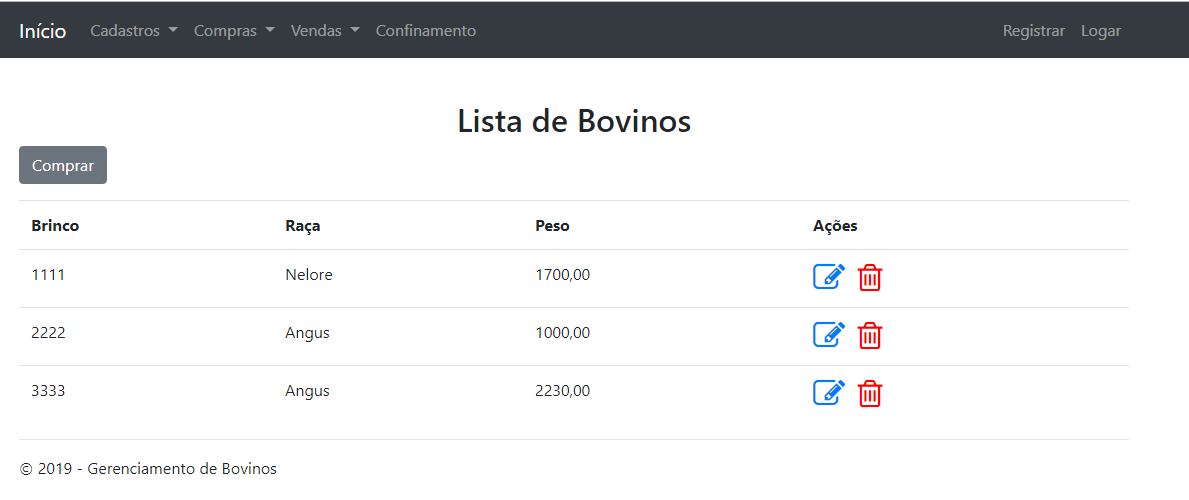 Início Cadastros Compras Vendas Confinamento Registrar Logar
Lista de Bovinos
Comprar
Brinco Raça Peso Ações
1111 Nelore 1700,00
2222 Angus 1000,00
3333 Angus 2230,00
© 2019 - Gerenciamento de Bovinos